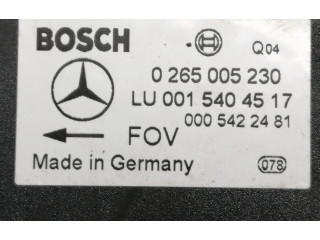 BOSCH
Q04
0 265 005 230
LU 001 540 45 17
000 542 24 81
FOV
Made in Germany
078